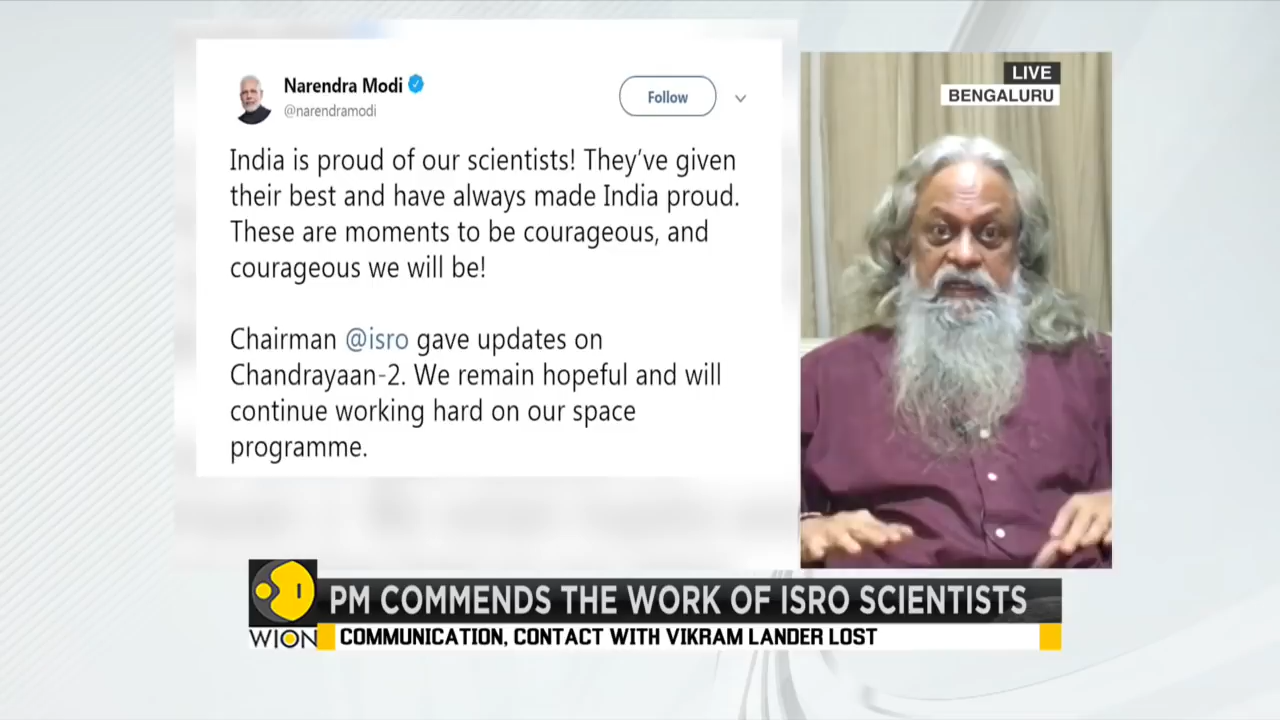 Narendra Modi
@narendramodi
Follow
India is proud of our scientists! They’ve given
their best and have always made India proud.
These are moments to be courageous, and
courageous we will be!
Chairman @isro gave updates on
Chandrayaan-2. We remain hopeful and will
continue working hard on our space
programme.
LIVE
BENGALURU
PM COMMENDS THE WORK OF ISRO SCIENTISTS
COMMUNICATION, CONTACT WITH VIKRAM LANDER LOST
WION